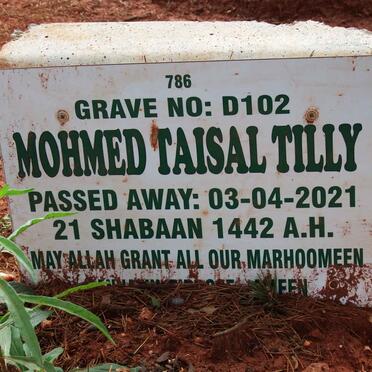 786
GRAVE NO: D102
MOHMED TAISAL TILLY
PASSED AWAY: 03-04-2021
21 SHABAAN 1442 A.H.
MAY ALLAH GRANT ALL OUR MARHOOMEEN